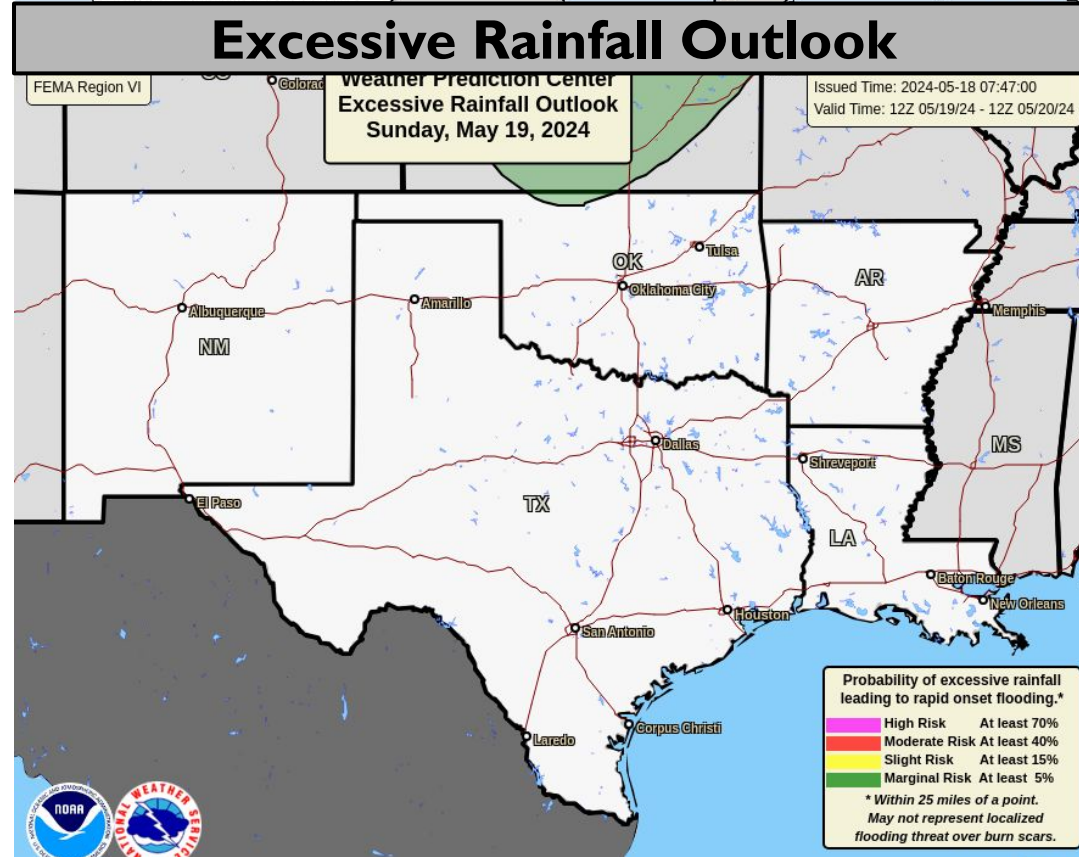 Excessive Rainfall Outlook
FEMA Region VI
Weather Prediction Center
Excessive Rainfall Outlook
Sunday, May 19, 2024
Issued Time: 2024-05-18 07:47:00
Valid Time: 12Z 05/19/24 - 12Z 05/20/24
Tulsa
OK
Oklahoma City
AR
Albuquerque
Amarillo
Memphis
NM
Dallas
MS
Shreveport
El Paso
TX
LA
Baton Rouge
New Orleans
Houston
San Antonio
Corpus Christi
Laredo
Probability of excessive rainfall
leading to rapid onset flooding.*
High Risk At least 70%
Moderate Risk At least 40%
Slight Risk At least 15%
Marginal Risk At least 5%
* Within 25 miles of a point.
May not represent localized
flooding threat over burn scars.
NOAA
NATIONAL WEATHER SERVICE